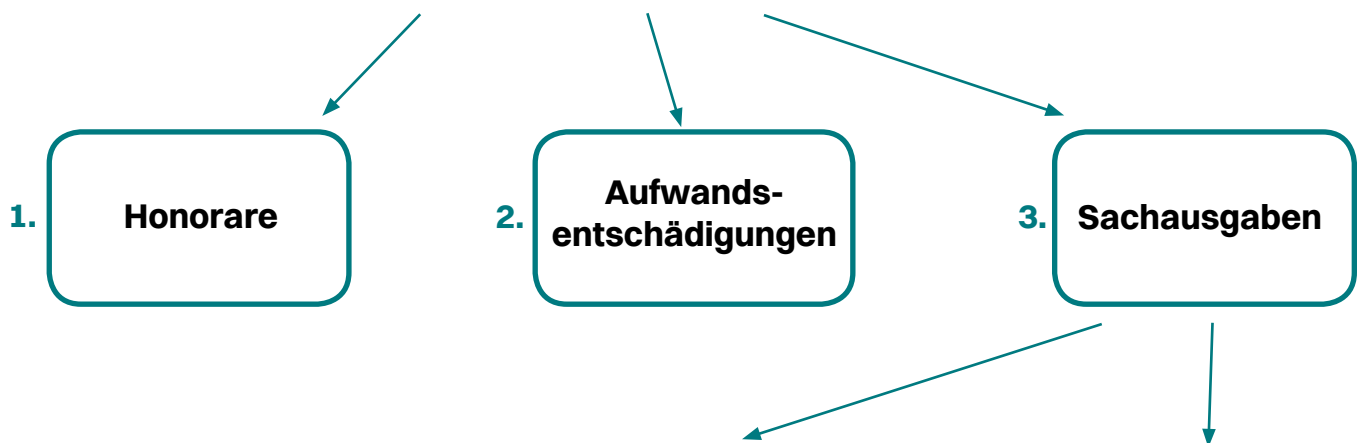 1. Honorare
2. Aufwands-
entschädigungen
3. Sachausgaben